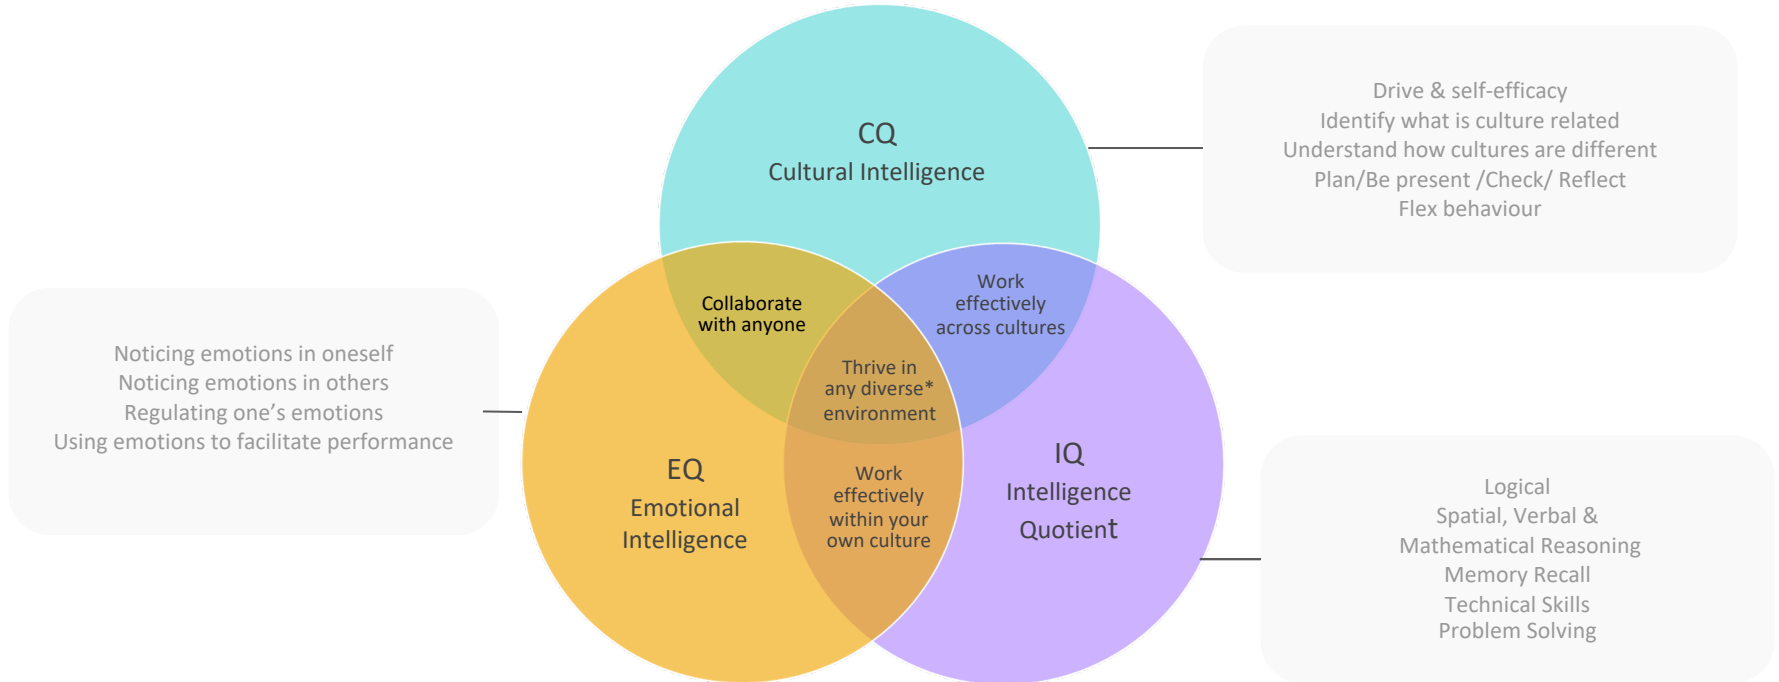 CQ
Cultural Intelligence
Drive & self-efficacy
Identify what is culture related
Understand how cultures are different
Plan/Be present /Check/ Reflect
Flex behaviour
Collaborate
with anyone
Work
effectively
across cultures
Thrive in
any diverse*
environment
Noticing emotions in oneself
Noticing emotions in others
Regulating one’s emotions
Using emotions to facilitate performance
EQ
Emotional
Intelligence
Work
effectively
within your
own culture
IQ
Intelligence
Quotient
Logical
Spatial, Verbal &
Mathematical Reasoning
Memory Recall
Technical Skills
Problem Solving